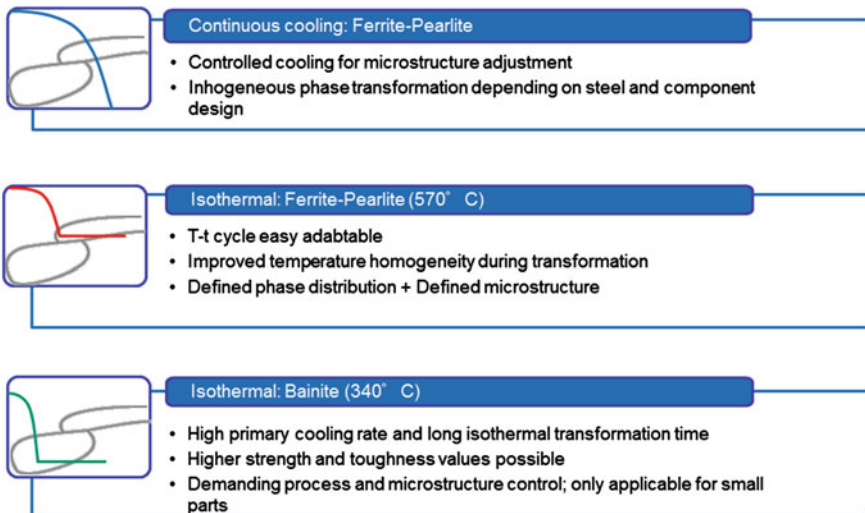 Continuous cooling: Ferrite-Pearlite
• Controlled cooling for microstructure adjustment
• Inhogeneous phase transformation depending on steel and component
design
Isothermal: Ferrite-Pearlite (570° C)
• T-t cycle easy adabtable
• Improved temperature homogeneity during transformation
• Defined phase distribution + Defined microstructure
Isothermal: Bainite (340° C)
• High primary cooling rate and long isothermal transformation time
• Higher strength and toughness values possible
• Demanding process and microstructure control; only applicable for small
parts